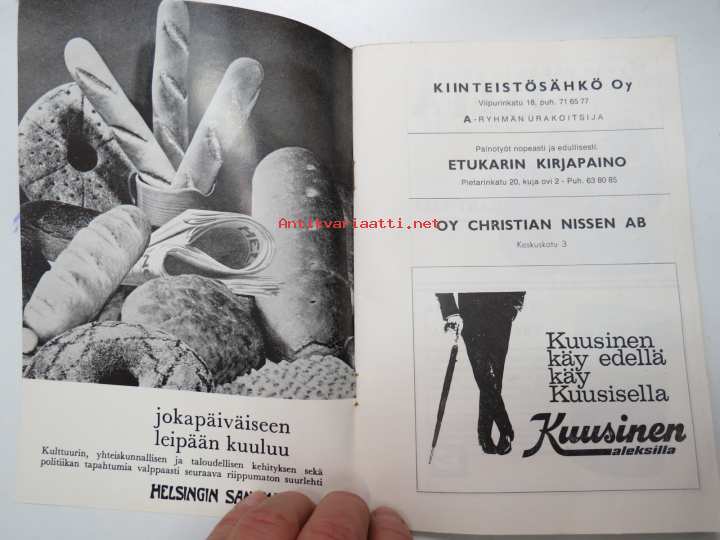 jokapäiväiseen
leipään kuuluu
Kulttuurin, yhteiskunnallisen ja taloudellisen kehityksen sekä
politiikan tapahtumia valppaasti seuraava riippumaton suurlehti
HELSINGIN
KIINTEISTÖSÄHKÖ Oy
Viipurinkatu 18, puh. 71 65 77
A-RYHMÄN URAKOITSIJA
Painotyöt nopeasti ja edullisesti.
ETUKARIN KIRJAPAINO
Pietarinkatu 20, kuja ovi 2 - Puh. 63 80 85
OY CHRISTIAN NISSEN AB
Keskuskatu 3
Kuusinen
käy edellä
käy
Kuusisella
Kuusinen
aleksilla
Antikvariaatti.net